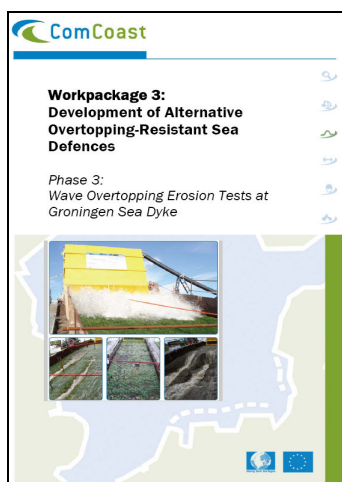 ComCoast
Workpackage 3:
Development of Alternative
Overtopping-Resistant Sea
Defences
Phase 3:
Wave Overtopping Erosion Tests at
Groningen Sea Dyke